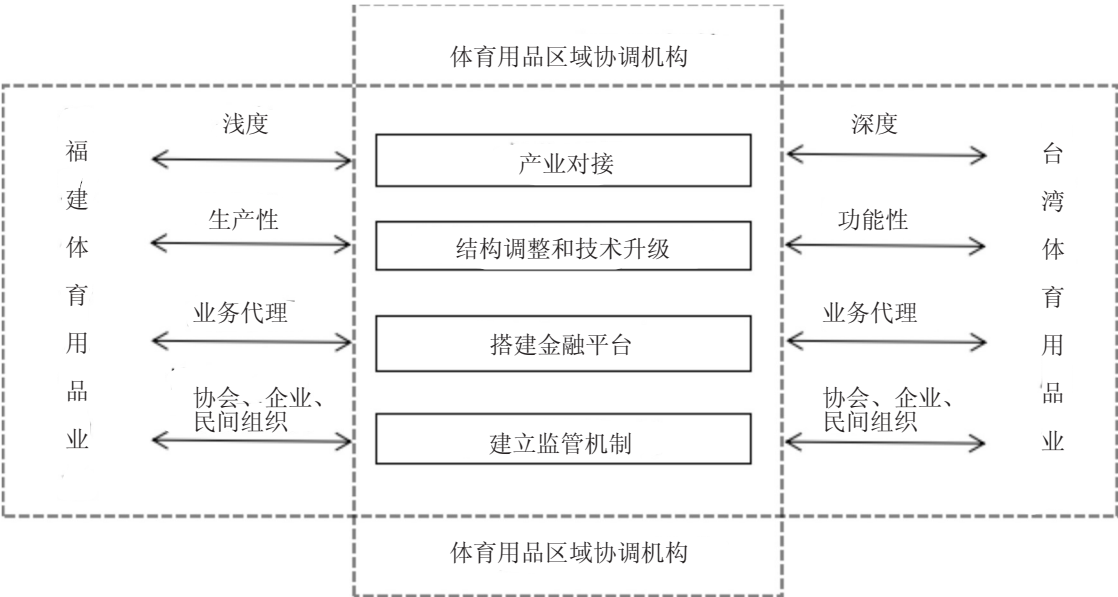 体育用品区域协调机构
福建体育用品业
浅度
产业对接
深度
生产性
结构调整和技术升级
功能性
业务代理
搭建金融平台
业务代理
协会、企业、
民间组织
建立监管机制
协会、企业、
民间组织
台湾体育用品业
体育用品区域协调机构